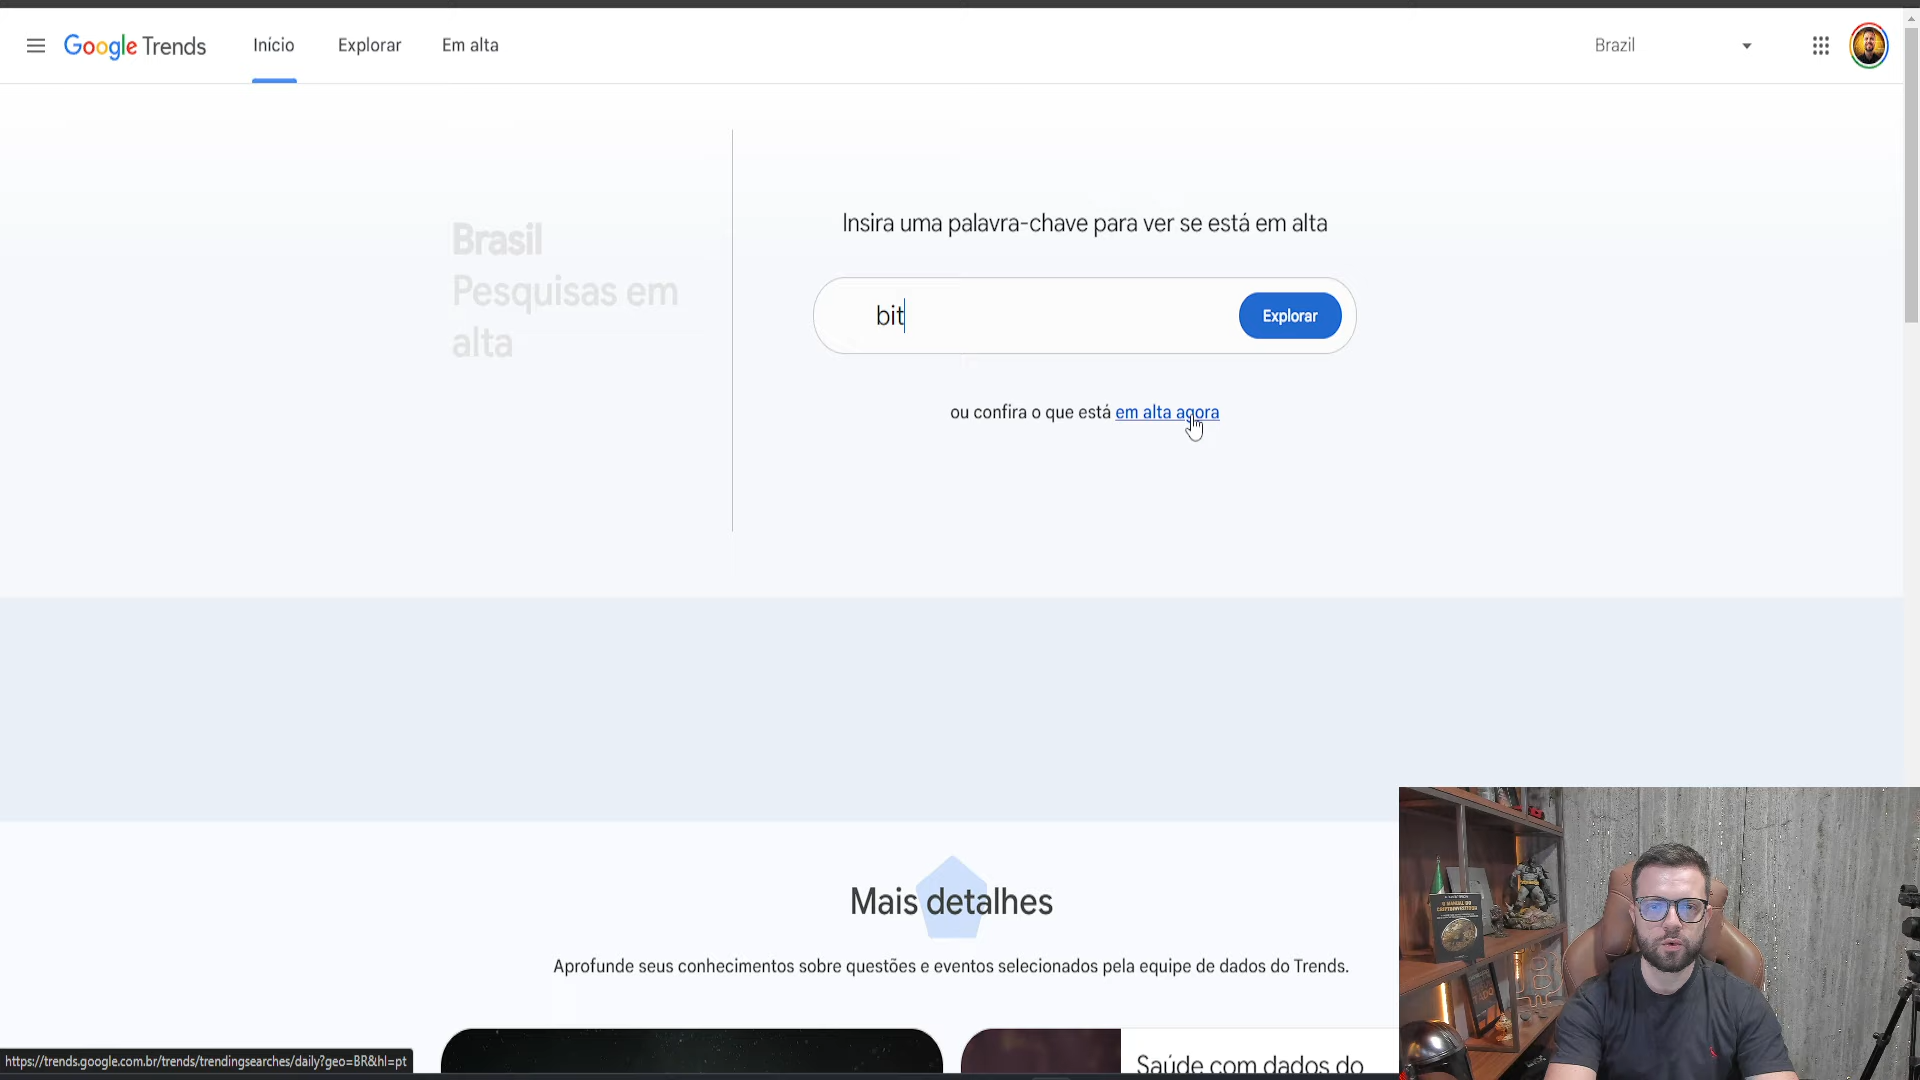 Google Trends
Início
Explorar
Em alta
Brazil
Brasil
Pesquisas em
alta
Insira uma palavra-chave para ver se está em alta
bit
Explorar
ou confira o que está em alta agora
Mais detalhes
Aprofunde seus conhecimentos sobre questões e eventos selecionados pela equipe de dados do Trends.
Saúde com dados do
https://trends.google.com.br/trends/trendingsearches/daily?geo=BR&hl=pt